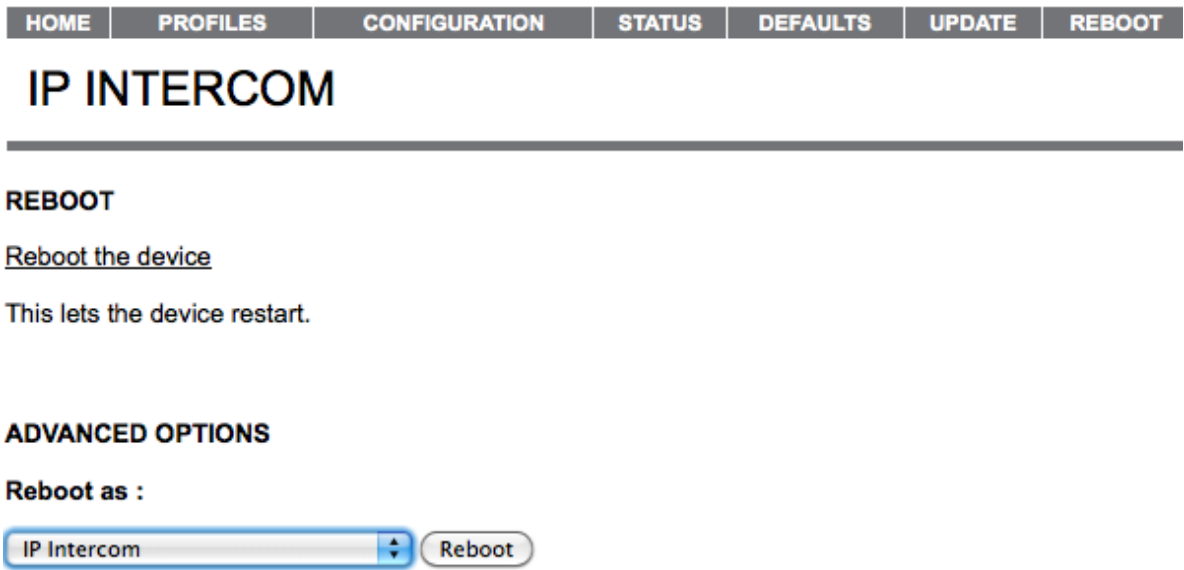 HOME PROFILES CONFIGURATION STATUS DEFAULTS UPDATE REBOOT
IP INTERCOM
REBOOT
Reboot the device
This lets the device restart.
ADVANCED OPTIONS
Reboot as :
IP Intercom Reboot